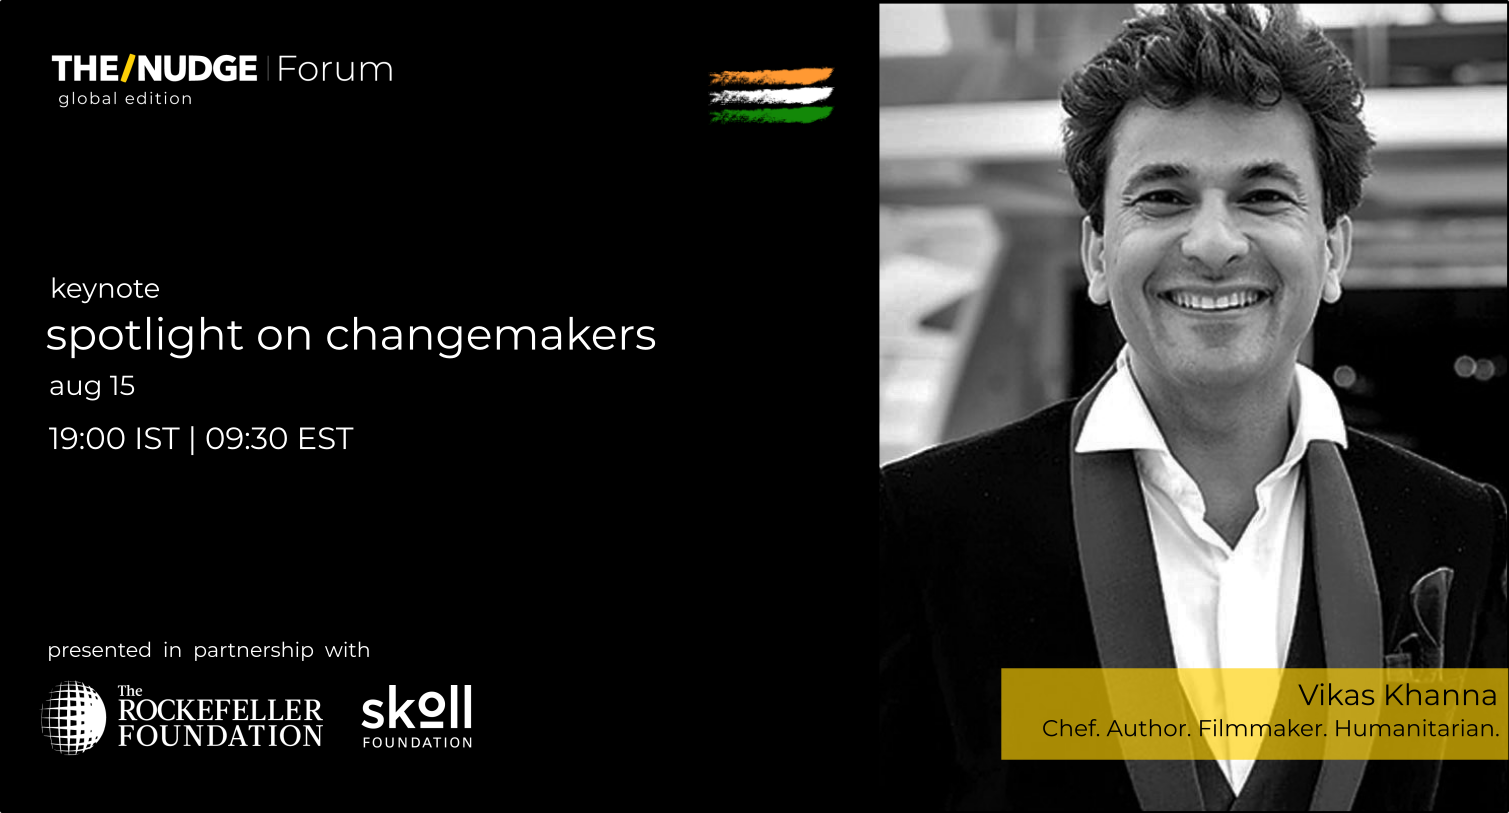 THE/NUDGE | Forum
global edition
keynote
spotlight on changemakers
aug 15
19:00 IST | 09:30 EST
presented in partnership with
The
ROCKEFELLER
FOUNDATION
skoll
FOUNDATION
Vikas Khanna
Chef. Author. Filmmaker. Humanitarian.